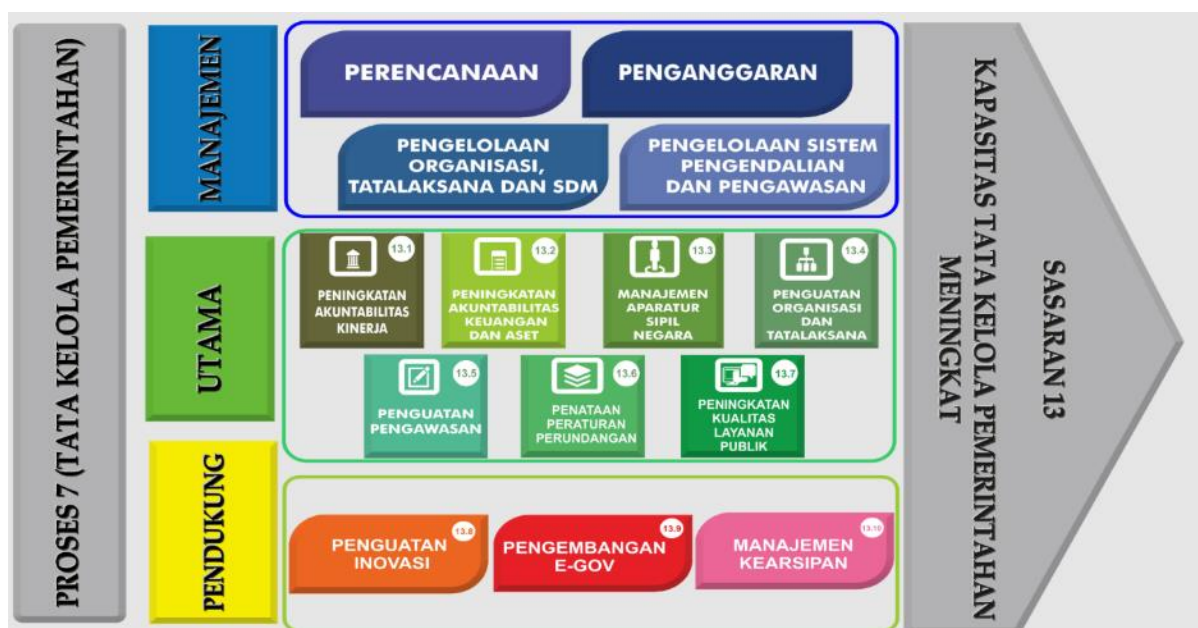 PROSES 7 (TATA KELOLA PEMERINTAHAN)
MANAJEMEN
PERENCANAAN
PENGANGGARAN
PENGELOLAAN
ORGANISASI,
TATALAKSANA DAN SDM
PENGELOLAAN SISTEM
PENGENDALIAN
DAN PENGAWASAN
UTAMA
13.1
PENINGKATAN
AKUNTABILITAS
KINERJA
13.2
PENINGKATAN
AKUNTABILITAS
KEUANGAN
DAN ASET
13.3
MANAJEMEN
APARATUR
SIPIL
NEGARA
13.4
PENGUATAN
ORGANISASI
DAN
TATALAKSANA
13.5
PENGUATAN
PENGAWASAN
13.6
PENATAAN
PERATURAN
PERUNDANGAN
13.7
PENINGKATAN
KUALITAS
LAYANAN
PUBLIK
PENDUKUNG
13.8
PENGUATAN
INOVASI
13.9
PENGEMBANGAN
E-GOV
13.10
MANAJEMEN
KEARSIPAN
SASARAN 13
KAPASITAS TATA KELOLA PEMERINTAHAN
MENINGKAT